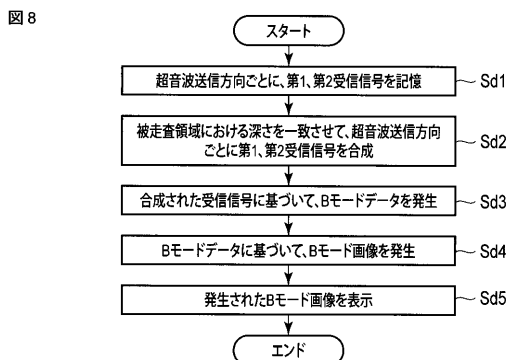 図8
スタート
超音波送信方向ごとに、第1、第2受信信号を記憶
Sd1
被走査領域における深さを一致させて、超音波送信方向
ごとに第1、第2受信信号を合成
Sd2
合成された受信信号に基づいて、Bモードデータを発生
Sd3
Bモードデータに基づいて、Bモード画像を発生
Sd4
発生されたBモード画像を表示
Sd5
エンド